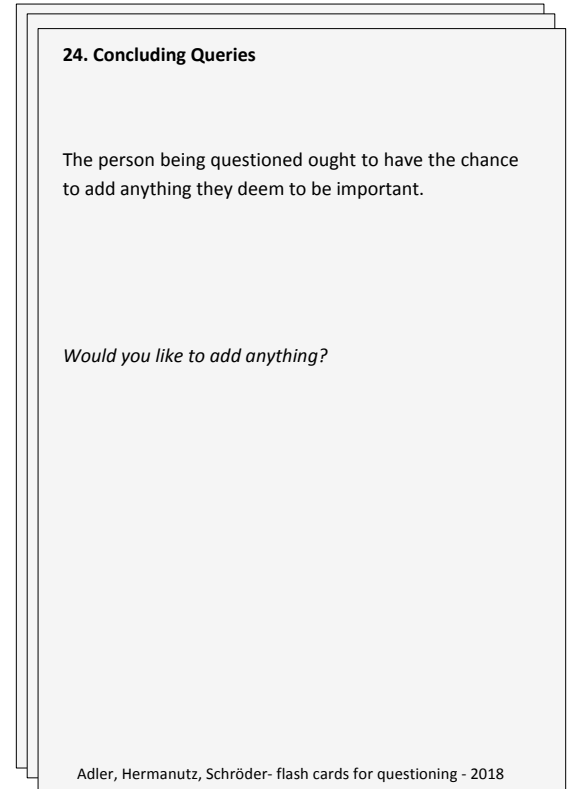 24. Concluding Queries
The person being questioned ought to have the chance
to add anything they deem to be important.
Would you like to add anything?
Adler, Hermanutz, Schröder- flash cards for questioning - 2018